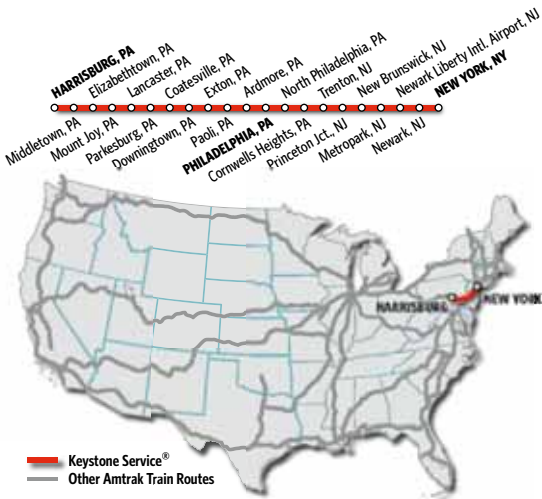 HARRISBURG, PA
Middletown, PA
Elizabethtown, PA
Mount Joy, PA
Lancaster, PA
Parkesburg, PA
Coatesville, PA
Downingtown, PA
Exton, PA
Paoli, PA
Ardmore, PA
PHILADELPHIA, PA
North Philadelphia, PA
Cornwells Heights, PA
Trenton, NJ
Princeton Jct., NJ
New Brunswick, NJ
Metropark, NJ
Newark Liberty Intl. Airport, NJ
Newark, NJ
NEW YORK, NY
HARRISBURG
NEW YORK
Keystone Service®
Other Amtrak Train Routes